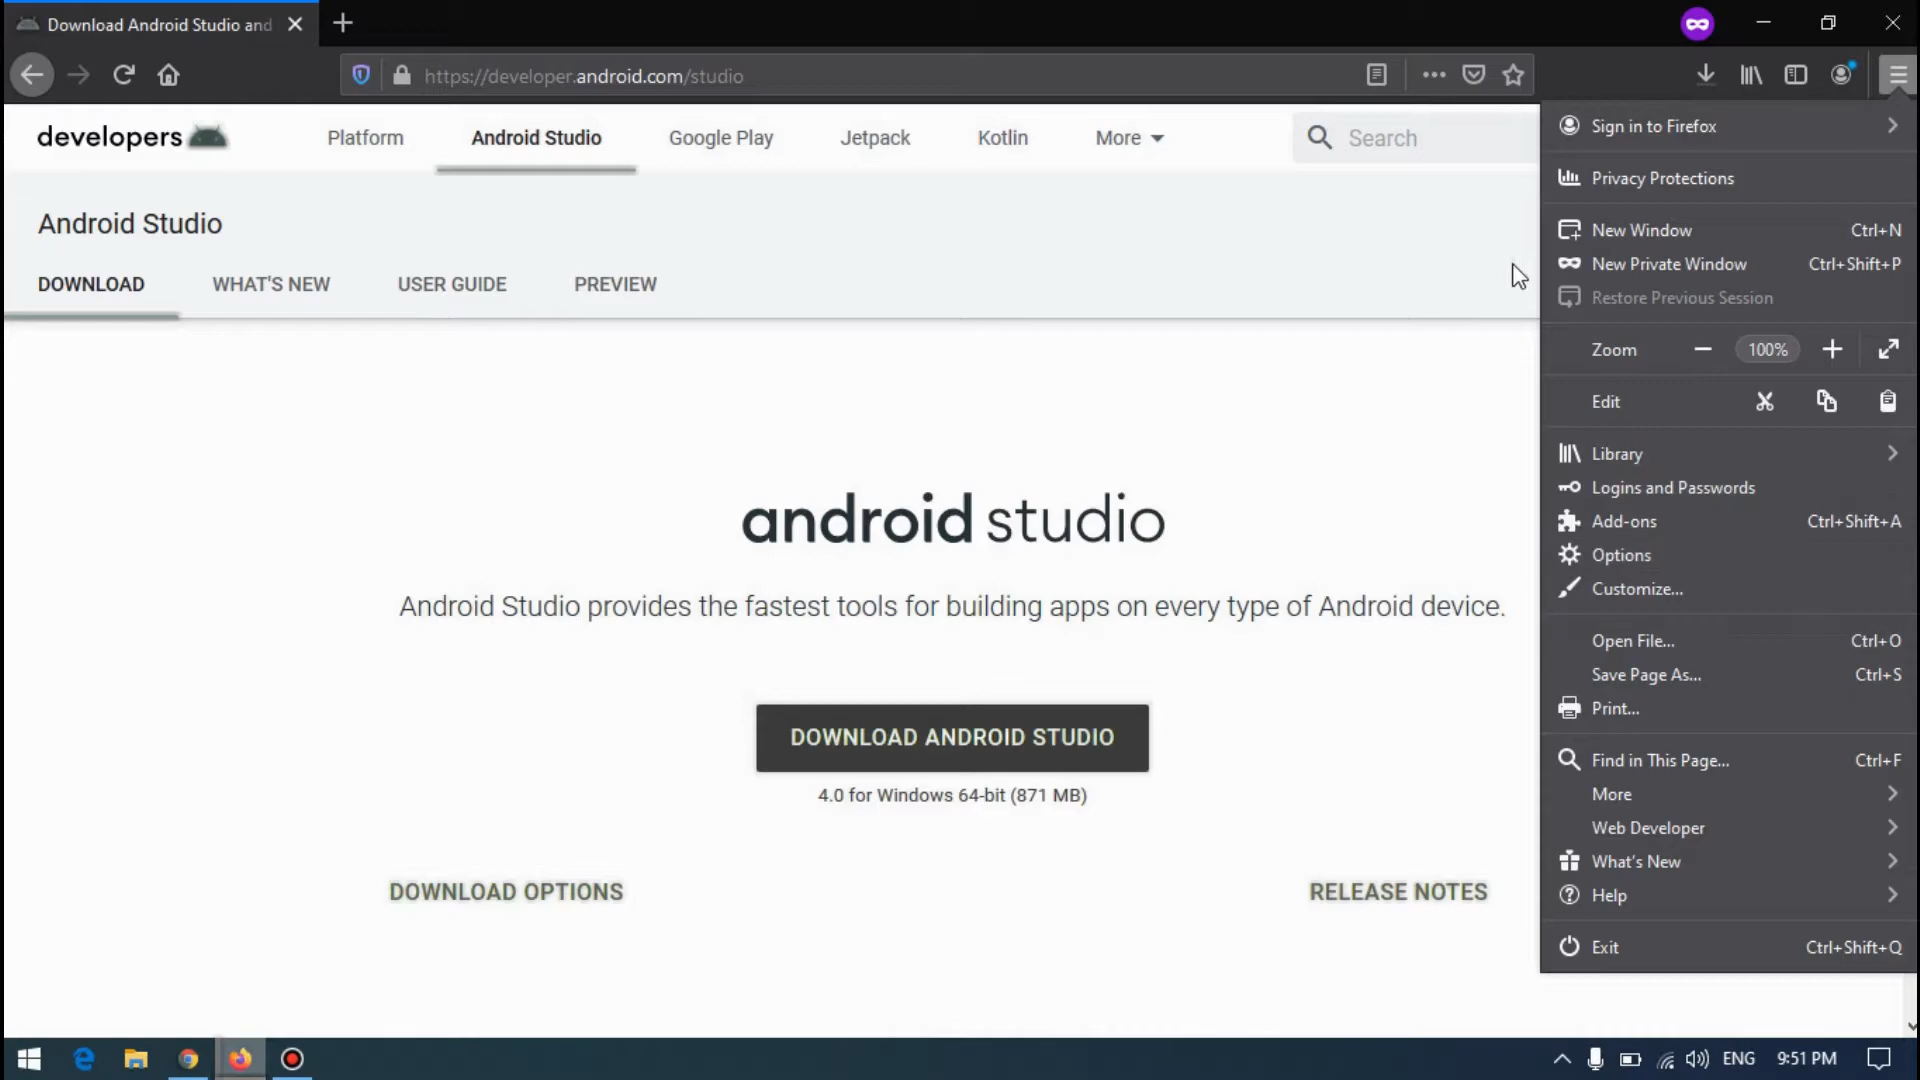 Download Android Studio and
https://developer.android.com/studio
developers
Platform
Android Studio
Google Play
Jetpack
Kotlin
More
Search
Android Studio
DOWNLOAD
WHAT'S NEW
USER GUIDE
PREVIEW
android studio
Android Studio provides the fastest tools for building apps on every type of Android device.
DOWNLOAD ANDROID STUDIO
4.0 for Windows 64-bit (871 MB)
DOWNLOAD OPTIONS
RELEASE NOTES
Sign in to Firefox
Privacy Protections
New Window Ctrl+N
New Private Window Ctrl+Shift+P
Restore Previous Session
Zoom 100%
Edit
Library
Logins and Passwords
Add-ons Ctrl+Shift+A
Options
Customize...
Open File... Ctrl+O
Save Page As... Ctrl+S
Print...
Find in This Page... Ctrl+F
More
Web Developer
What's New
Help
Exit Ctrl+Shift+Q
ENG 9:51 PM